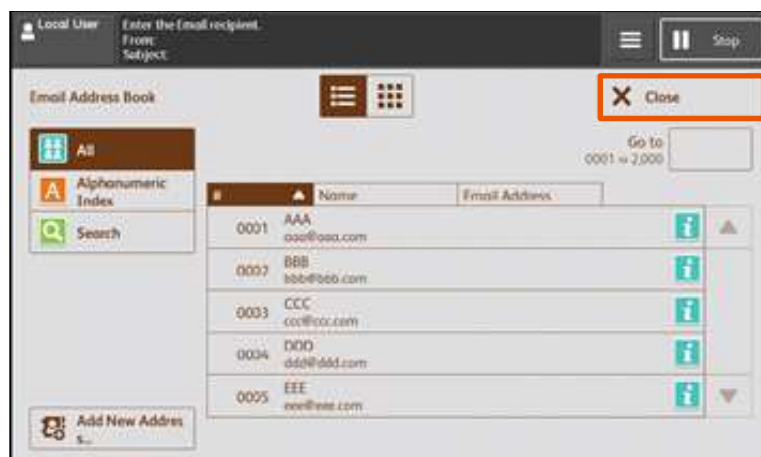 Local User
Enter the Email recipient.
From:
Subject:
Stop
Email Address Book
Close
All
Go to
0001 ⇨ 2,000
A
Alphanumeric
Index
# Name Email Address
Search
0001 AAA
aaa@aaa.com
0002 BBB
bbb@bbb.com
0003 CCC
ccc@ccc.com
0004 DDD
ddd@ddd.com
0005 EEE
eee@eee.com
Add New Addres
s...